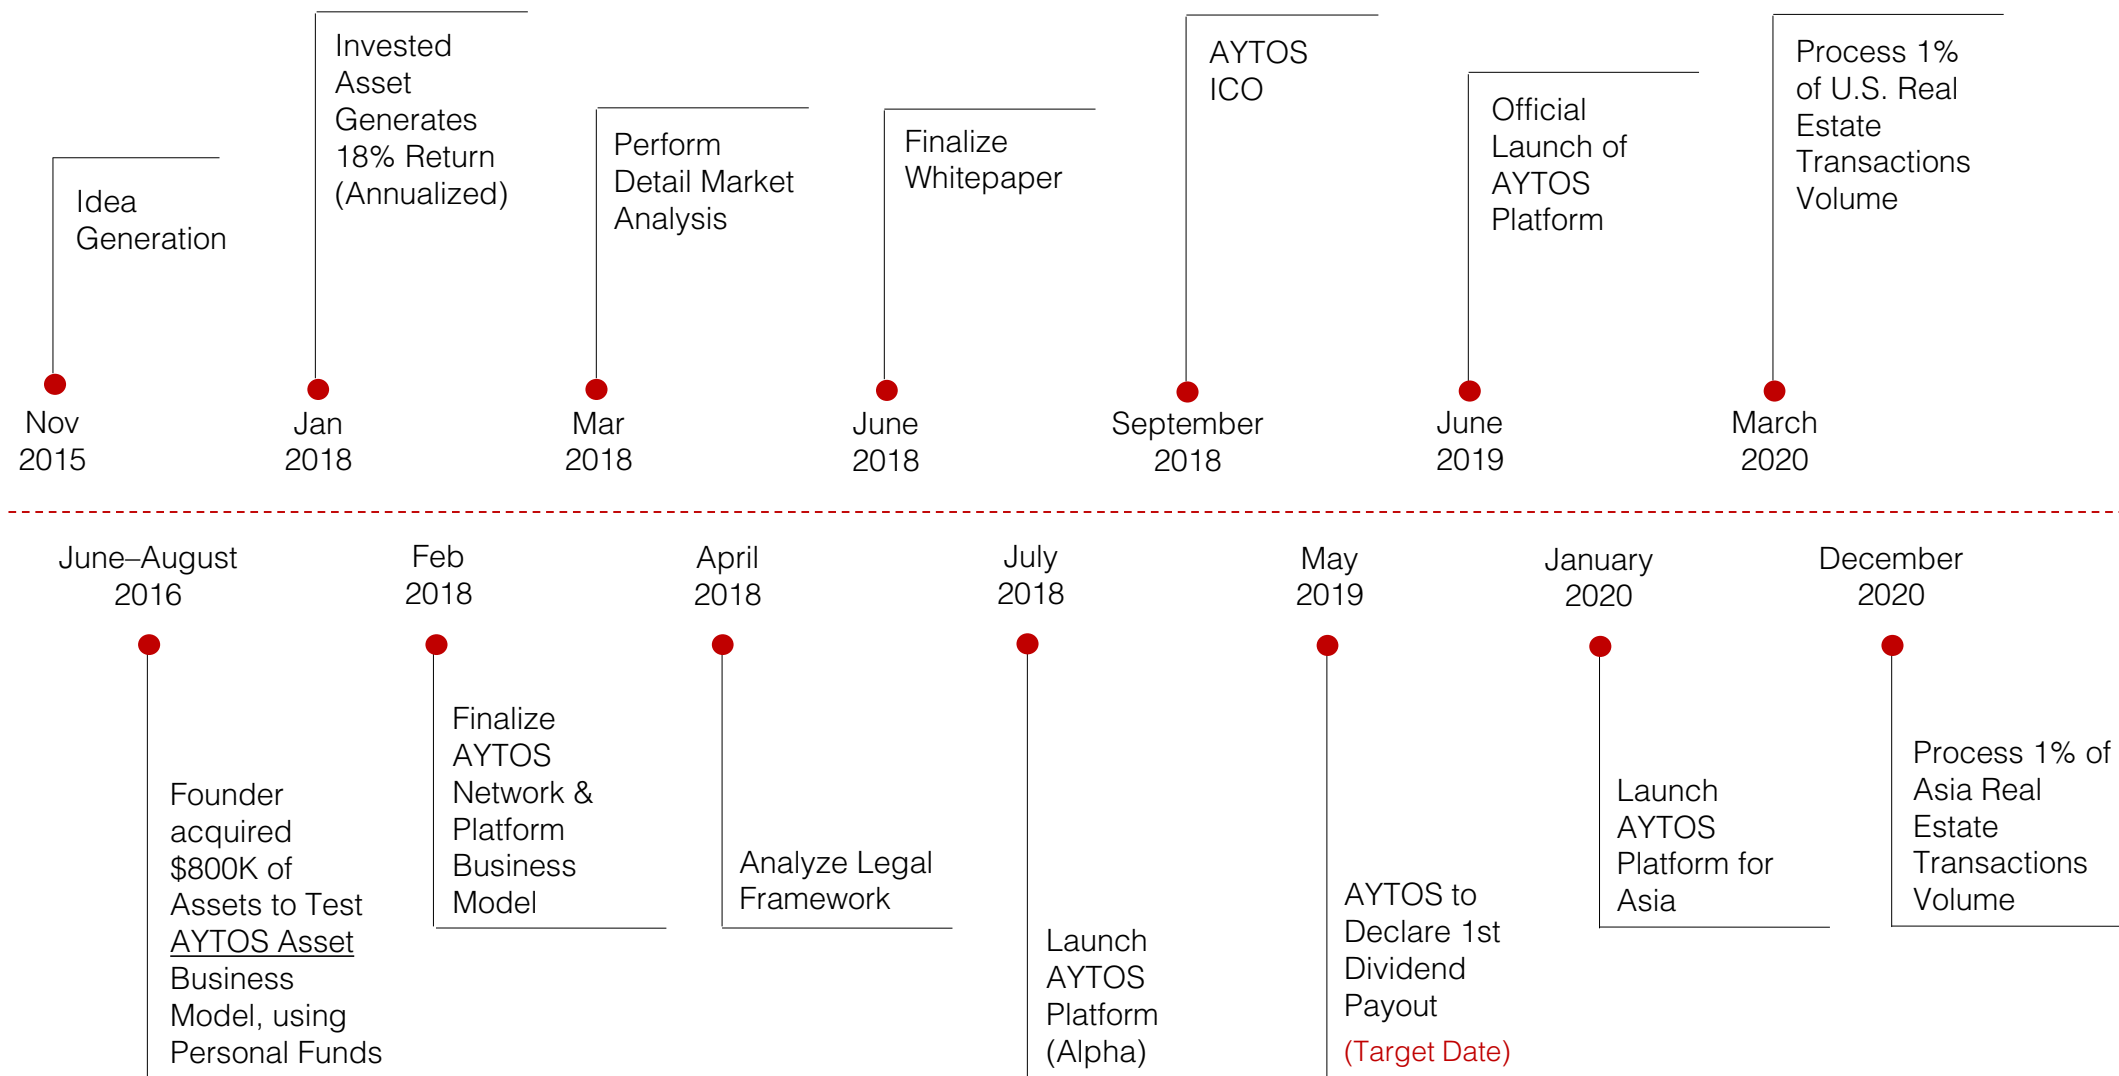 Idea
Generation
Nov
2015
Invested
Asset
Generates
18% Return
(Annualized)
Jan
2018
Perform
Detail Market
Analysis
Mar
2018
Finalize
Whitepaper
June
2018
AYTOS
ICO
September
2018
Official
Launch of
AYTOS
Platform
June
2019
Process 1%
of U.S. Real
Estate
Transactions
Volume
March
2020
June–August
2016
Founder
acquired
$800K of
Assets to Test
AYTOS Asset
Business
Model, using
Personal Funds
Feb
2018
Finalize
AYTOS
Network &
Platform
Business
Model
April
2018
Analyze Legal
Framework
July
2018
Launch
AYTOS
Platform
(Alpha)
May
2019
AYTOS to
Declare 1st
Dividend
Payout
(Target Date)
January
2020
Launch
AYTOS
Platform for
Asia
December
2020
Process 1% of
Asia Real
Estate
Transactions
Volume